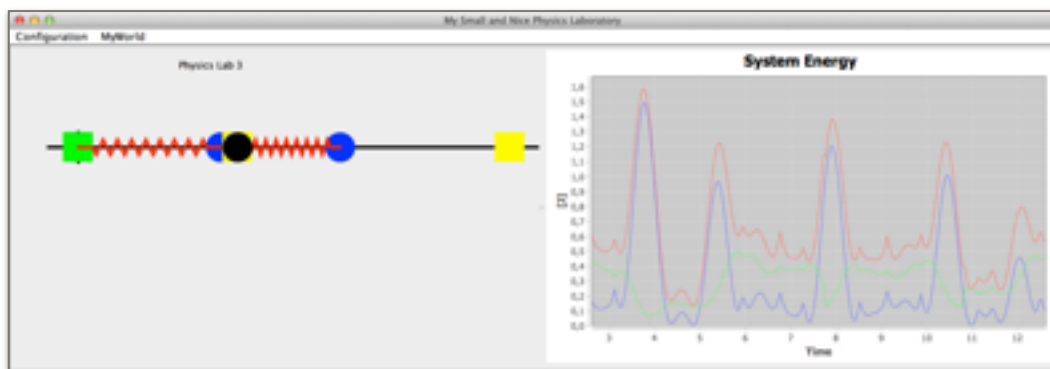 My Small and Nice Physics Laboratory
Configuration MyWorld
Physics Lab 3
System Energy
1,6
1,5
1,4
1,3
1,2
1,1
1,0
0,9
0,8
0,7
0,6
0,5
0,4
0,3
0,2
0,1
0,0
[J]
3 4 5 6 7 8 9 10 11 12
Time